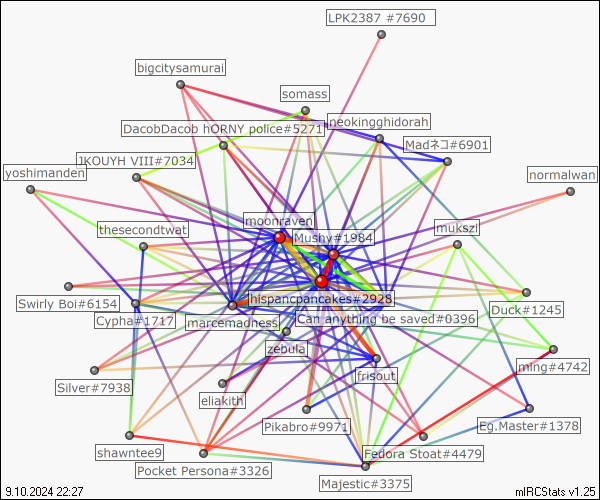 LPK2387 #7690
bigcitysamurai
somass
DacobDacob hORNY police#5271
neokingghidorah
Madネコ#6901
JKOUYH VIII#7034
yoshimanden
normalwan
moonraven
thesecondtwat
Mushy#1984
mukszi
Swirly Boi#6154
hispancpancakes#2928
Duck#1245
Cypha#1717
marcemadness
Can anything be saved#0396
zebula
ming#4742
Silver#7938
frisout
eliakith
Pikabro#9971
Eg.Master#1378
shawntee9
Fedora Stoat#4479
Pocket Persona#3326
Majestic#3375
9.10.2024 22:27
mIRCStats v1.25